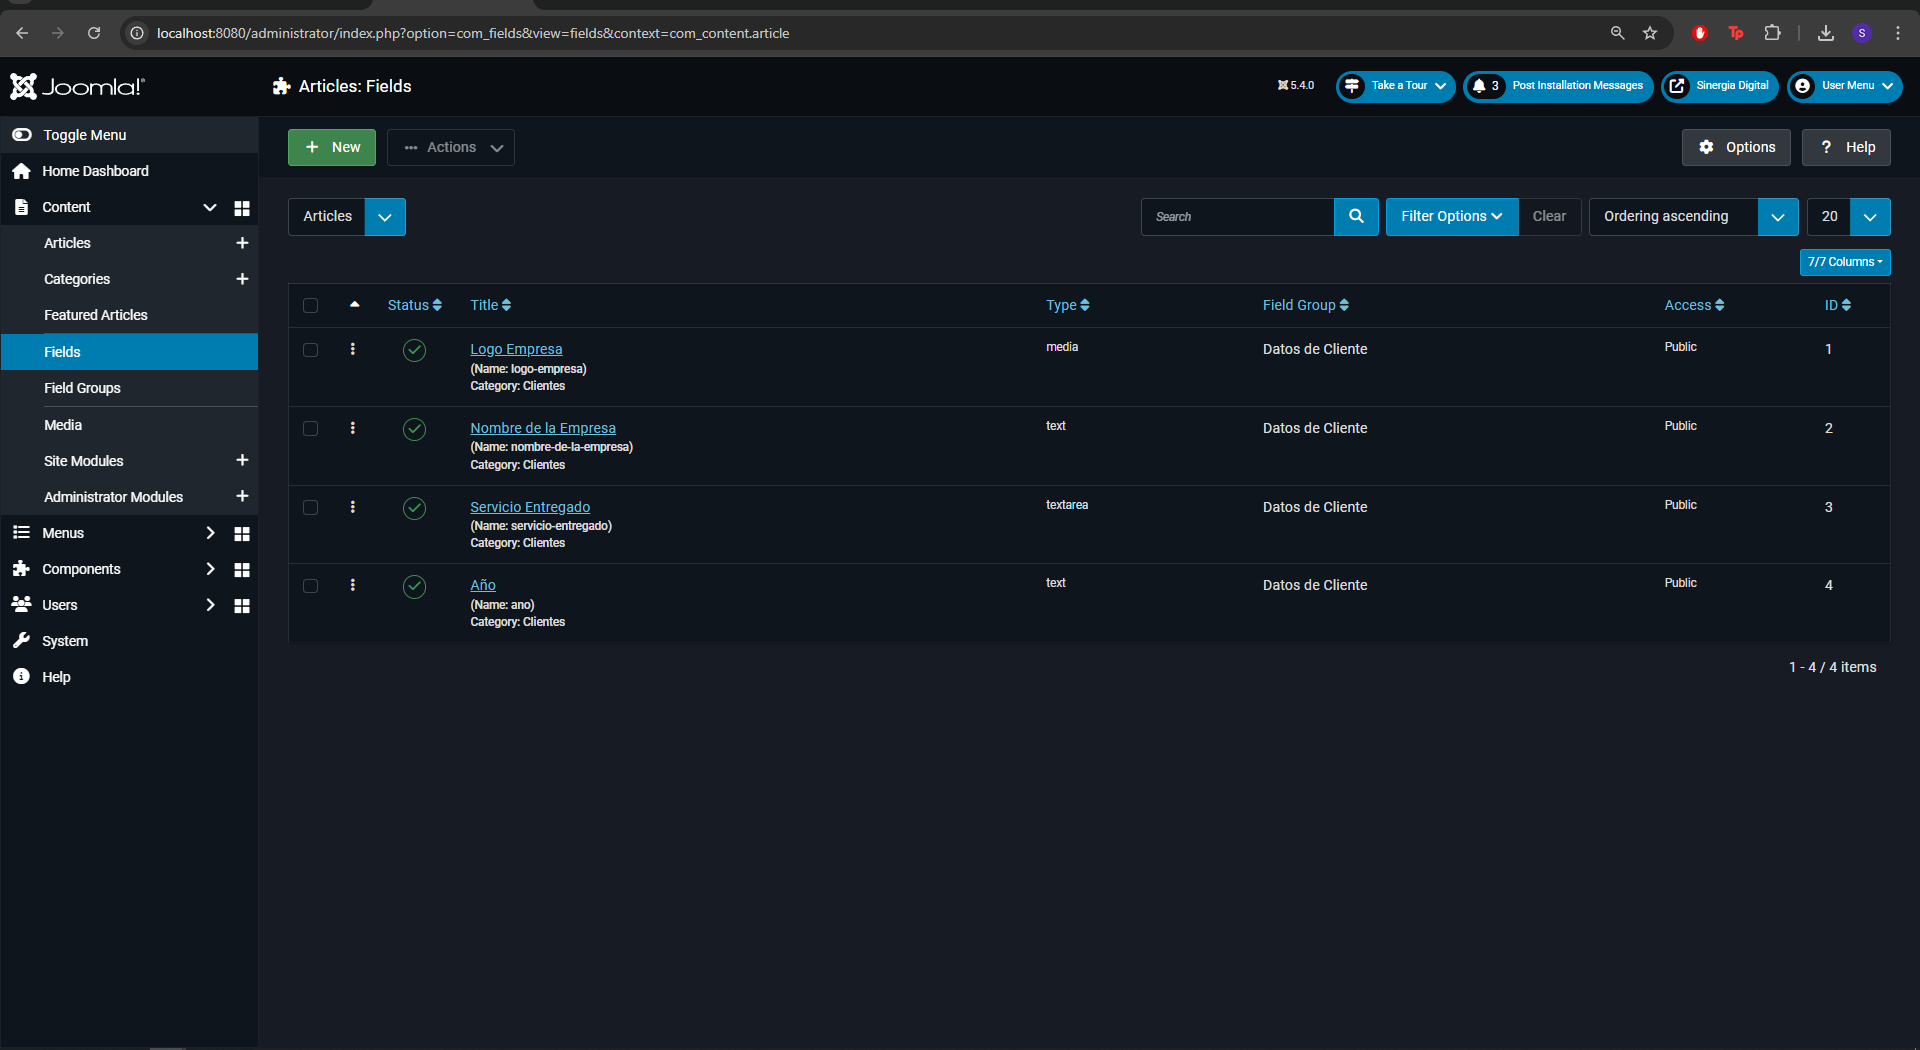 localhost:8080/administrator/index.php?option=com_fields&view=fields&context=com_content.article
Tp
S
Joomla!®
Articles: Fields
5.4.0
Take a Tour
3 Post Installation Messages
Sinergia Digital
User Menu
Toggle Menu
New
Actions
Options
? Help
Home Dashboard
Content
Articles
Categories
Featured Articles
Fields
Field Groups
Media
Site Modules
Administrator Modules
Menus
Components
Users
System
Help
Articles
Search
Filter Options
Clear
Ordering ascending
20
7/7 Columns
Status Title Type Field Group Access ID
Logo Empresa media Datos de Cliente Public 1
(Name: logo-empresa)
Category: Clientes
Nombre de la Empresa text Datos de Cliente Public 2
(Name: nombre-de-la-empresa)
Category: Clientes
Servicio Entregado textarea Datos de Cliente Public 3
(Name: servicio-entregado)
Category: Clientes
Año text Datos de Cliente Public 4
(Name: ano)
Category: Clientes
1 - 4 / 4 items